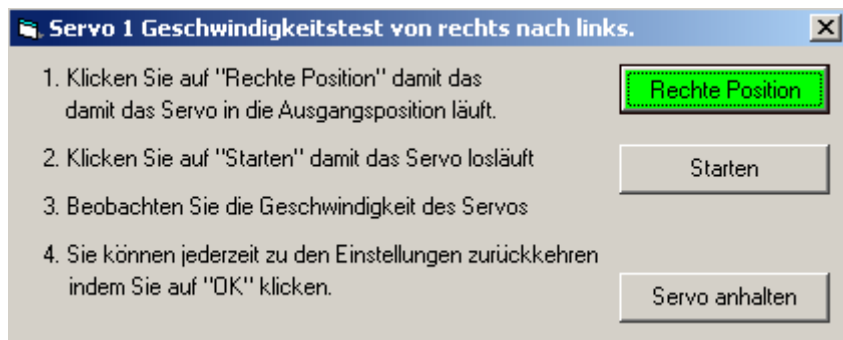 Servo 1 Geschwindigkeitstest von rechts nach links.
1. Klicken Sie auf "Rechte Position" damit das
damit das Servo in die Ausgangsposition läuft.
Rechte Position
2. Klicken Sie auf "Starten" damit das Servo losläuft
Starten
3. Beobachten Sie die Geschwindigkeit des Servos
4. Sie können jederzeit zu den Einstellungen zurückkehren
indem Sie auf "OK" klicken.
Servo anhalten